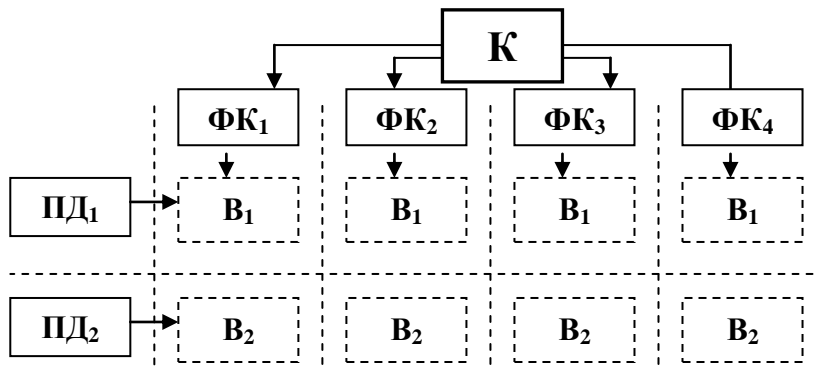 К
ФК₁ ФК₂ ФК₃ ФК₄
ПД₁ В₁ В₁ В₁ В₁
ПД₂ В₂ В₂ В₂ В₂